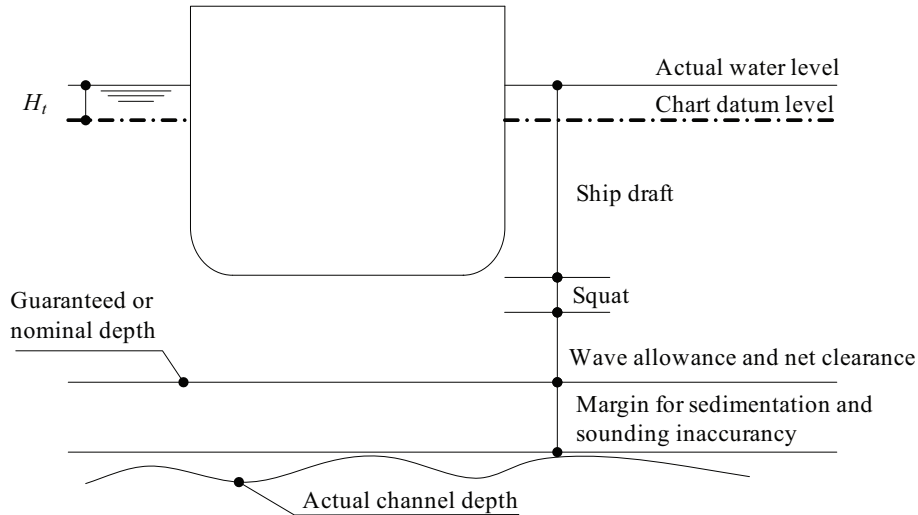 Actual water level
H_t
Chart datum level
Ship draft
Guaranteed or
nominal depth
Squat
Wave allowance and net clearance
Margin for sedimentation and
sounding inaccurancy
Actual channel depth